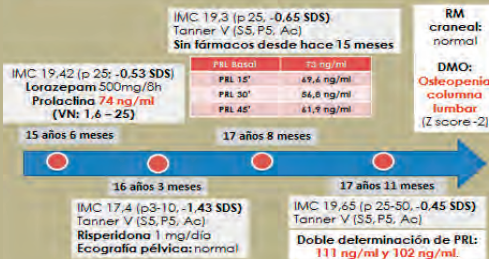 IMC 19,3 (p 25, -0,65 SDS)
Tanner V (S5, P5, Ac)
Sin fármacos desde hace 15 meses
PRL Basal 75 ng/ml
PRL 15' 69,6 ng/ml
PRL 30' 56,8 ng/ml
PRL 45' 61,9 ng/ml
RM
craneal:
normal
DMO:
Osteopenia
columna
lumbar
(Z score -2)
IMC 19,42 (p 25; -0,53 SDS)
Lorazepam 500mg/8h
Prolactina 74 ng/ml
(VN: 1,6 – 25)
15 años 6 meses
17 años 8 meses
16 años 3 meses
17 años 11 meses
IMC 17,4 (p3-10, -1,43 SDS)
Tanner V (S5, P5, Ac)
Risperidona 1 mg/día
Ecografía pélvica: normal
IMC 19,65 (p 25-50, -0,45 SDS)
Tanner V (S5, P5, Ac)
Doble determinación de PRL:
111 ng/ml y 102 ng/ml.